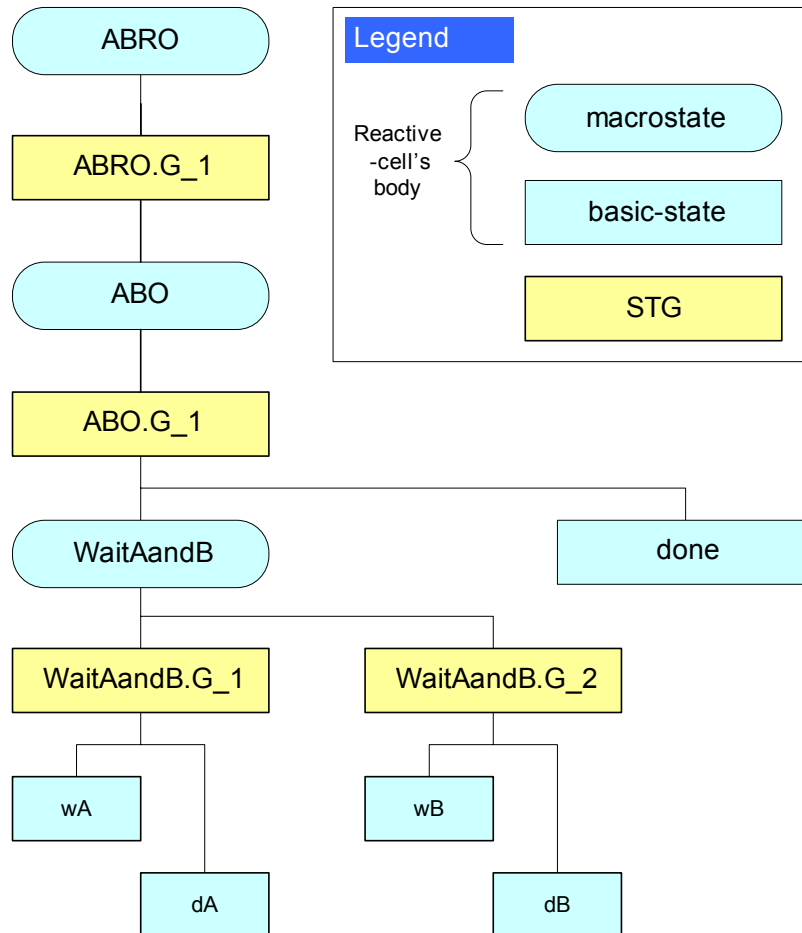 ABRO
Legend
macrostate
Reactive
-cell's
body
ABRO.G_1
basic-state
ABO
STG
ABO.G_1
WaitAandB
done
WaitAandB.G_1
WaitAandB.G_2
wA
wB
dA
dB